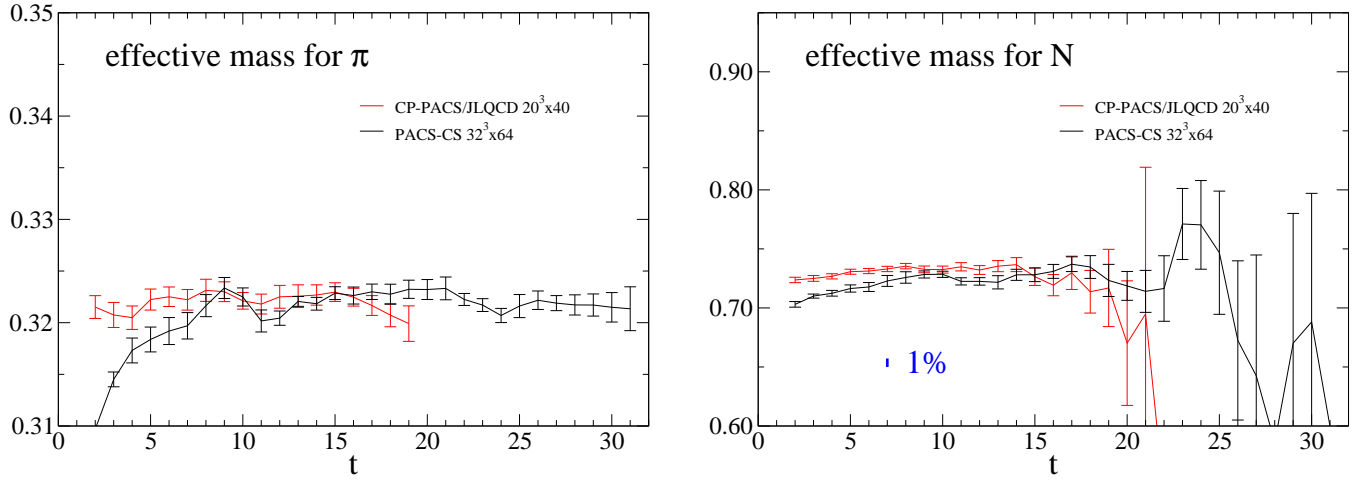 effective mass for π
CP-PACS/JLQCD 20³x40
PACS-CS 32³x64
0.35
0.34
0.33
0.32
0.31
0 5 10 15 20 25 30
t
effective mass for N
CP-PACS/JLQCD 20³x40
PACS-CS 32³x64
0.90
0.80
0.70
0.60
1%
0 5 10 15 20 25 30
t